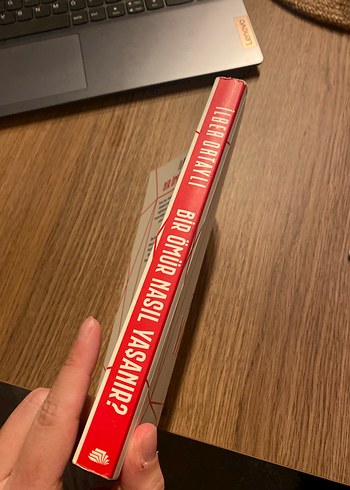 İLBER ORTAYLI
BİR ÖMÜR NASIL YAŞANIR?
Lenovo